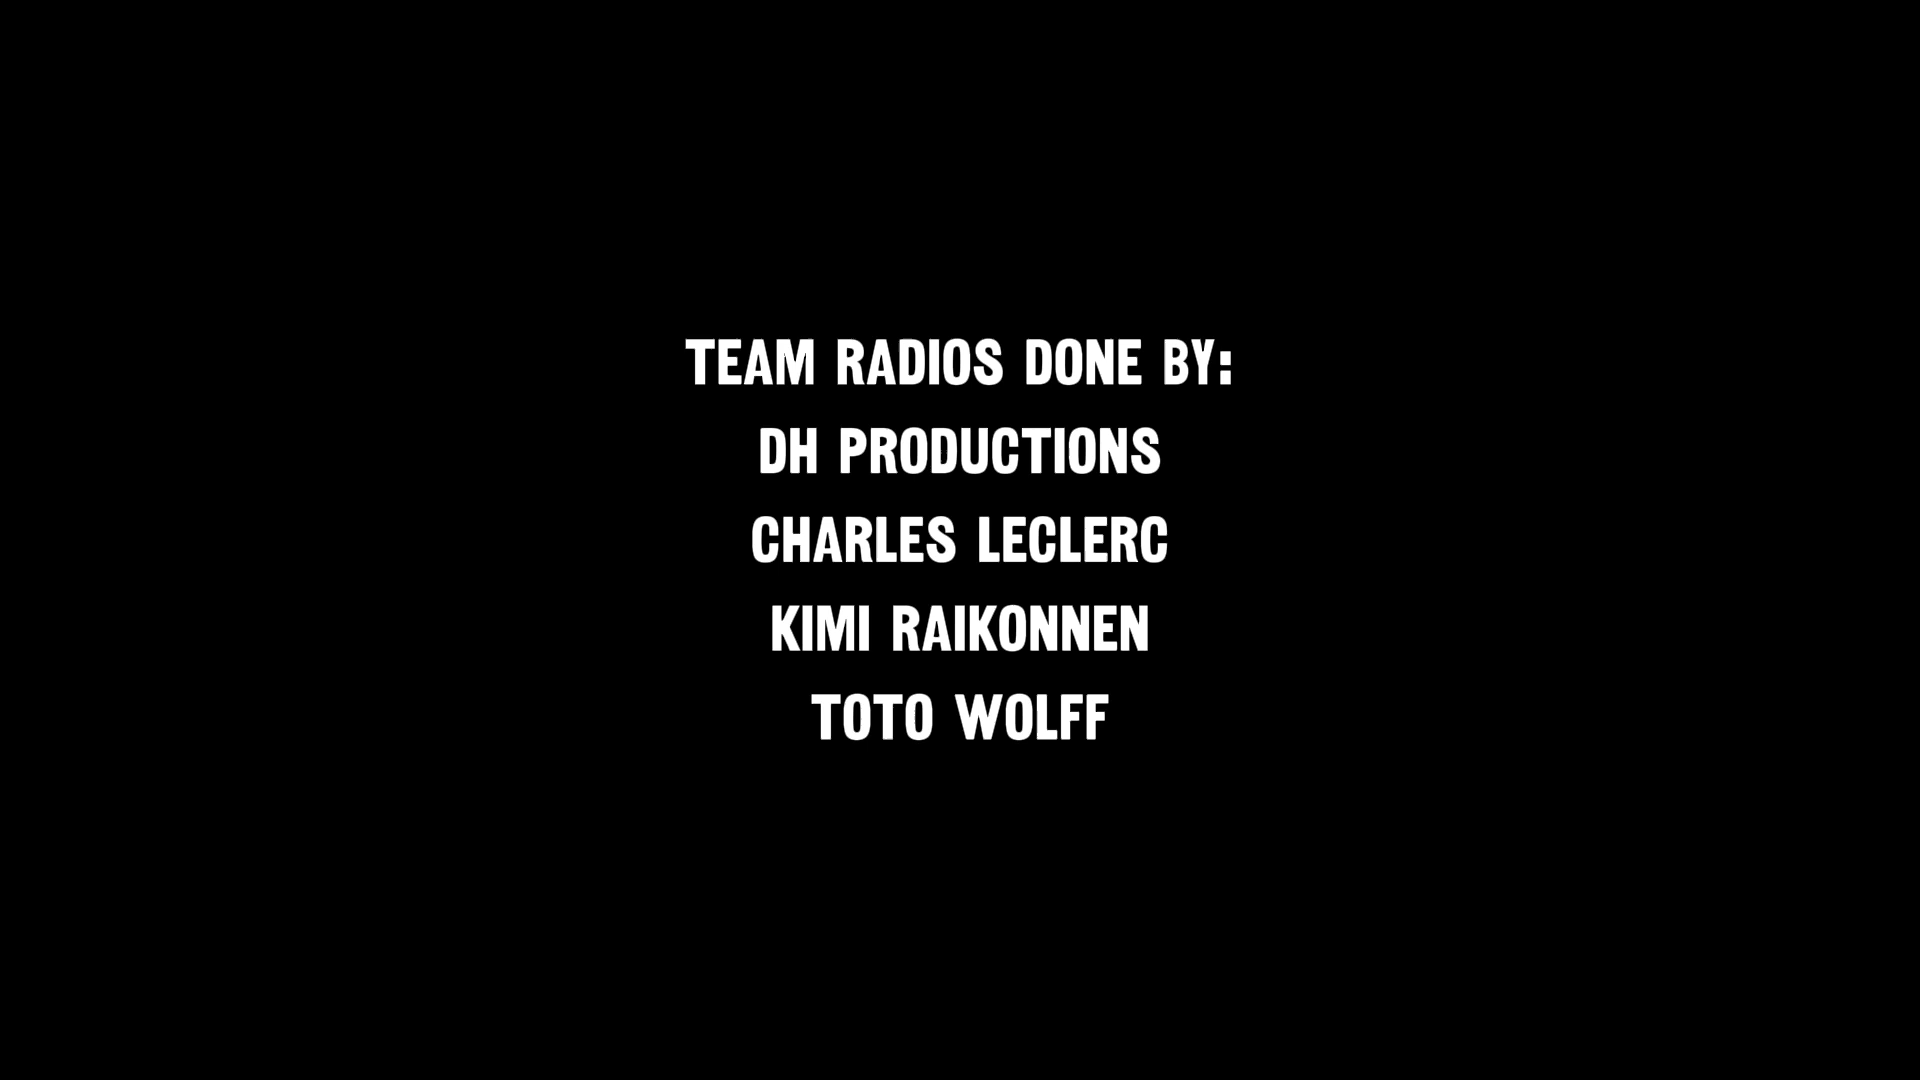 TEAM RADIOS DONE BY:
DH PRODUCTIONS
CHARLES LECLERC
KIMI RAIKONNEN
TOTO WOLFF